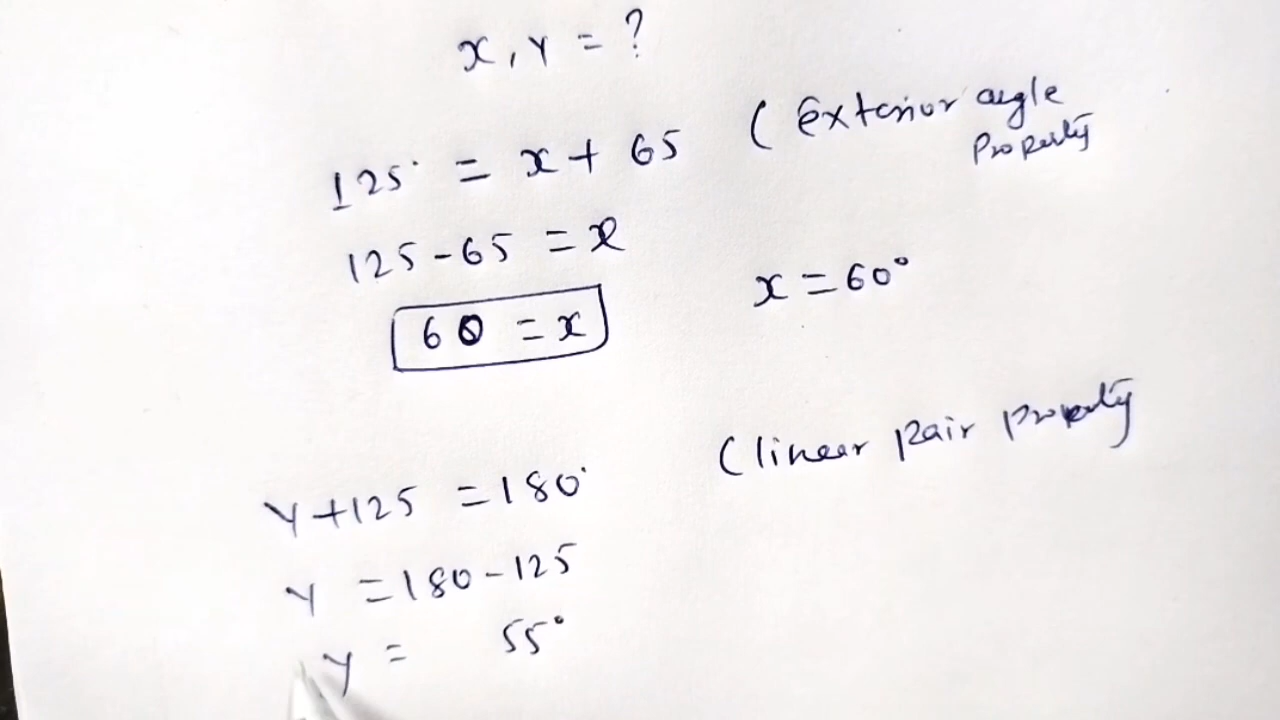 x, y = ?
125° = x + 65 (Exterior angle
Property
125 - 65 = x
x = 60°
60 = x
(linear pair property
y + 125 = 180°
y = 180 - 125
y = 55°